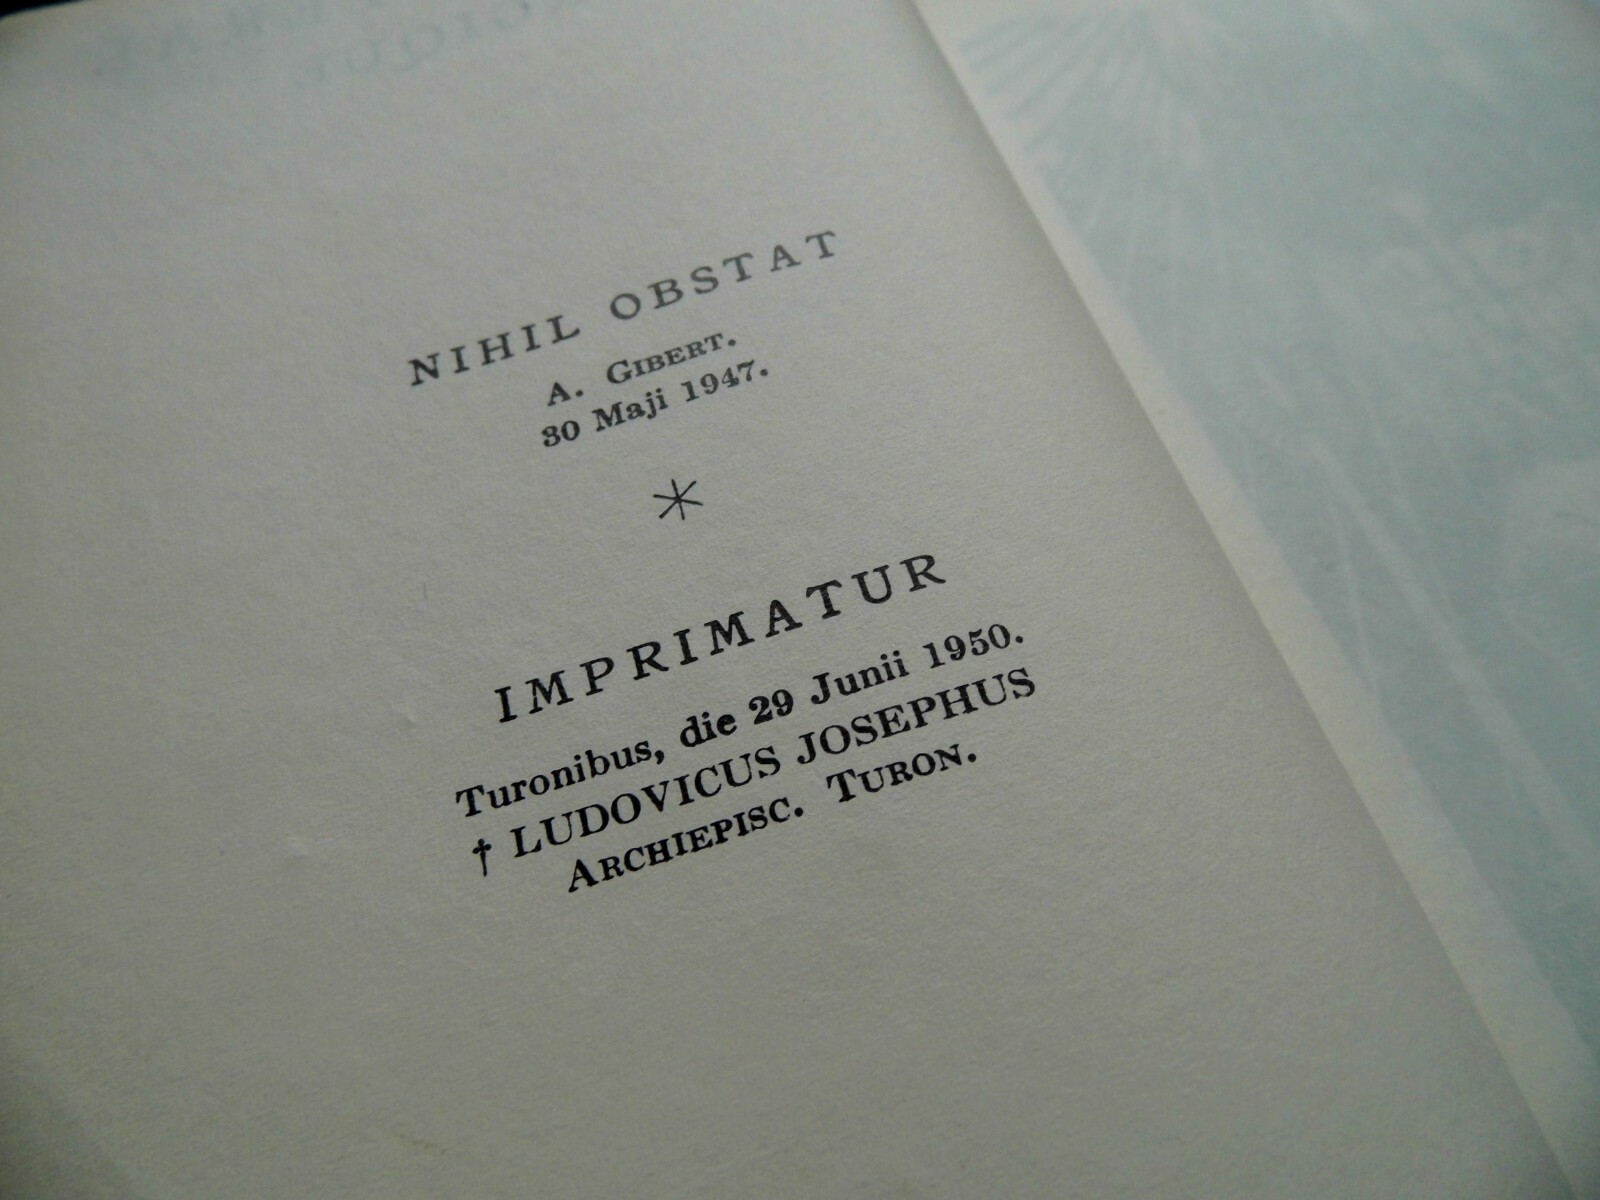 NIHIL OBSTAT
A. GIBERT.
30 Maji 1947.
*
IMPRIMATUR
Turonibus, die 29 Junii 1950.
† LUDOVICUS JOSEPHUS
ARCHIEPISC. TURON.